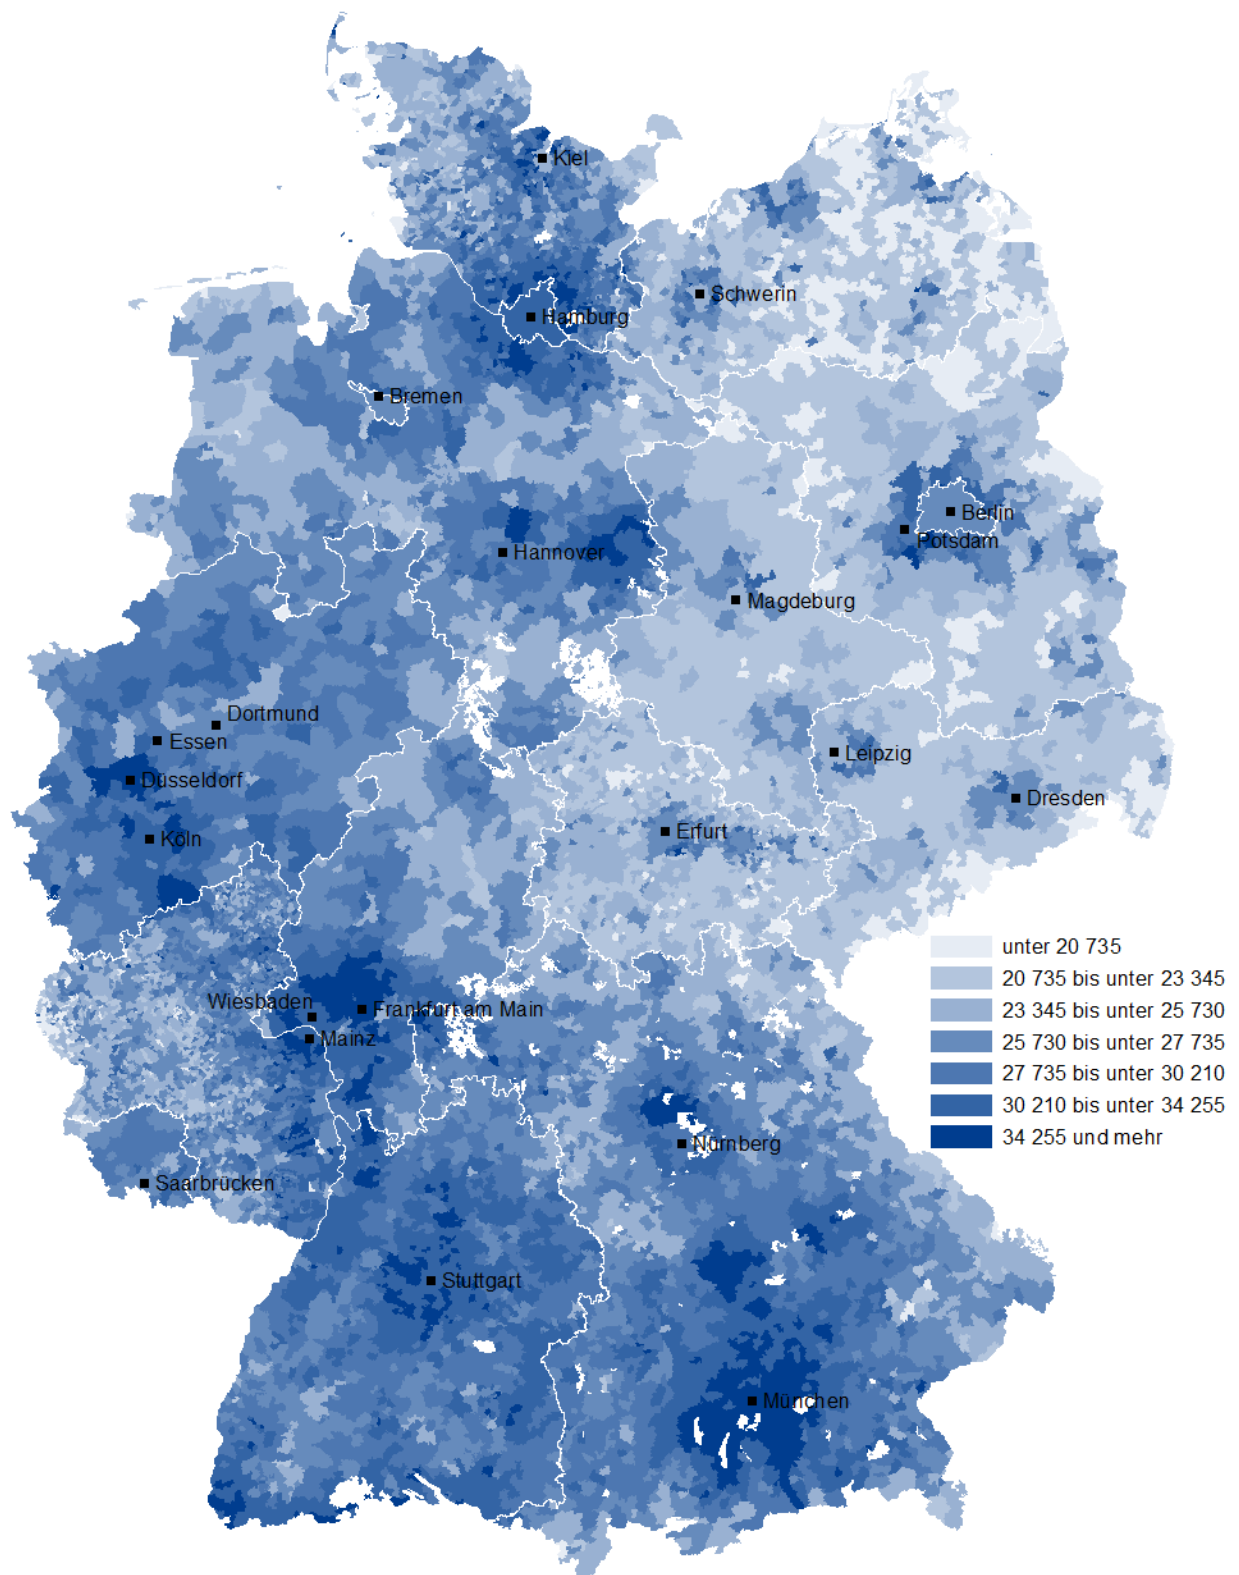 Kiel
Schwerin
Hamburg
Bremen
Berlin
Potsdam
Hannover
Magdeburg
Dortmund
Essen
Leipzig
Düsseldorf
Dresden
Köln
Erfurt
Wiesbaden
Frankfurt am Main
Mainz
Nürnberg
Saarbrücken
Stuttgart
München
unter 20 735
20 735 bis unter 23 345
23 345 bis unter 25 730
25 730 bis unter 27 735
27 735 bis unter 30 210
30 210 bis unter 34 255
34 255 und mehr